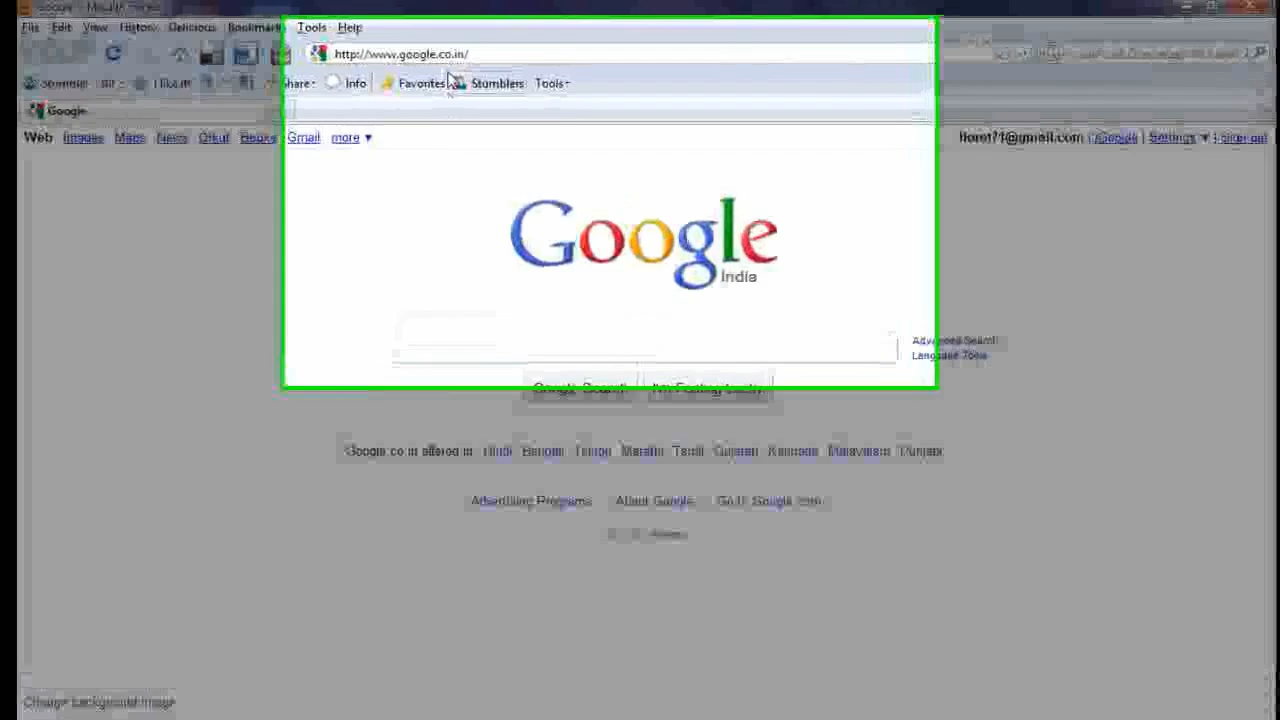 File Edit View History Delicious Bookmarks Tools Help
http://www.google.co.in/
Share Info Favorites Stumblers Tools
Google
Web Images Maps News Orkut Books Gmail more ▼
Settings ▼ | Sign out
Google
India
Advanced Search
Language Tools
Google Search I'm Feeling Lucky
Google.co.in offered in: Hindi Bengali Telugu Marathi Tamil Gujarati Kannada Malayalam Punjabi
Advertising Programs About Google Go to Google.com
Change background image